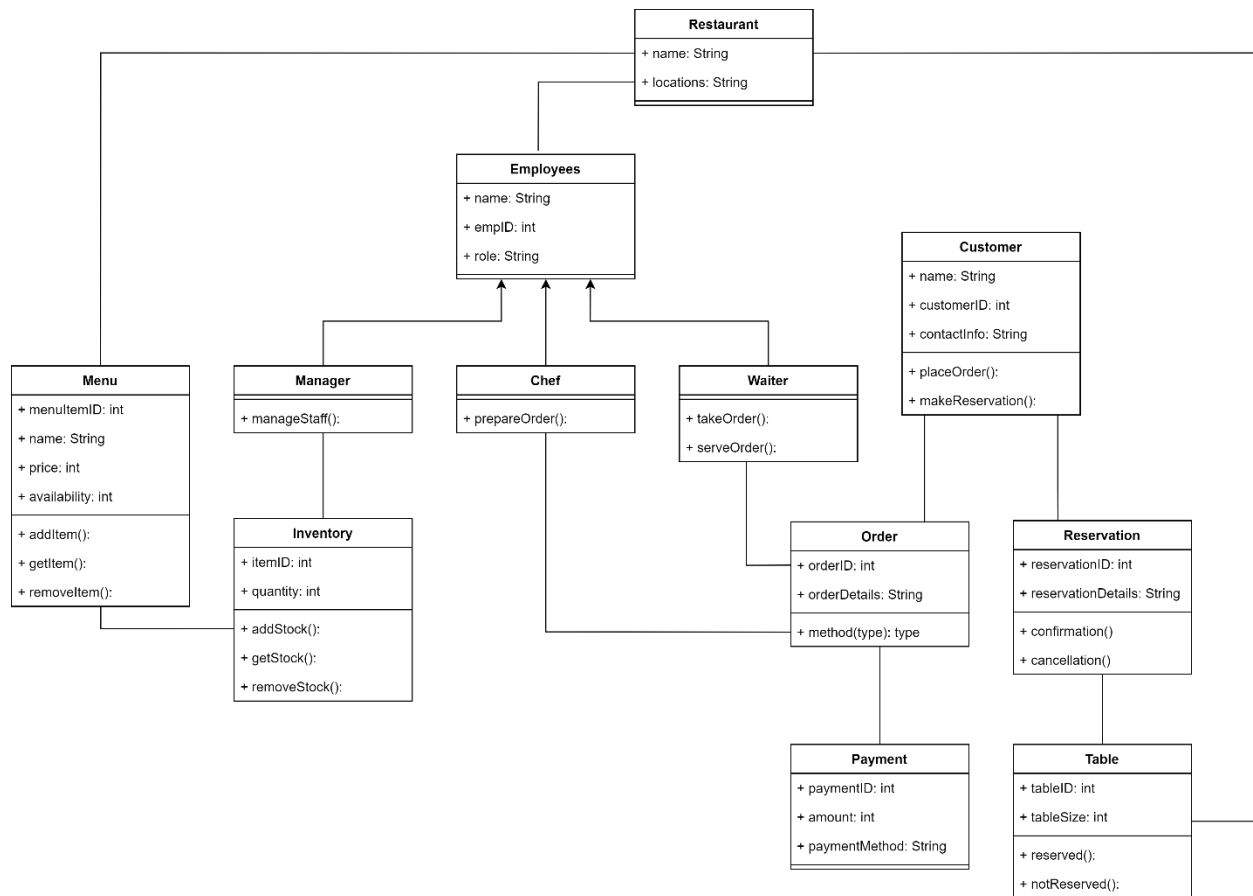 Restaurant
+ name: String
+ locations: String
Employees
+ name: String
+ empID: int
+ role: String
Customer
+ name: String
+ customerID: int
+ contactInfo: String
+ placeOrder():
+ makeReservation():
Menu
+ menuItemID: int
+ name: String
+ price: int
+ availability: int
+ addItem():
+ getItem():
+ removeItem():
Manager
+ manageStaff():
Chef
+ prepareOrder():
Waiter
+ takeOrder():
+ serveOrder():
Inventory
+ itemID: int
+ quantity: int
+ addStock():
+ getStock():
+ removeStock():
Order
+ orderID: int
+ orderDetails: String
+ method(type): type
Reservation
+ reservationID: int
+ reservationDetails: String
+ confirmation()
+ cancellation()
Payment
+ paymentID: int
+ amount: int
+ paymentMethod: String
Table
+ tableID: int
+ tableSize: int
+ reserved():
+ notReserved():